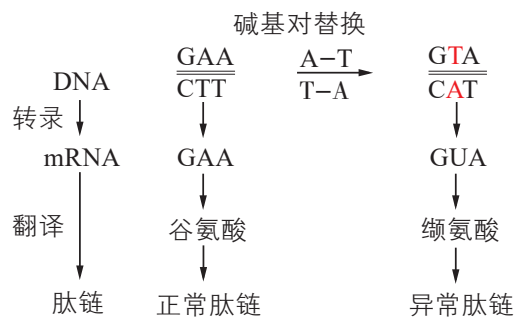 碱基对替换
GAA A-T GTA
DNA CTT T-A CAT
转录
mRNA GAA GUA
翻译 谷氨酸 缬氨酸
肽链 正常肽链 异常肽链